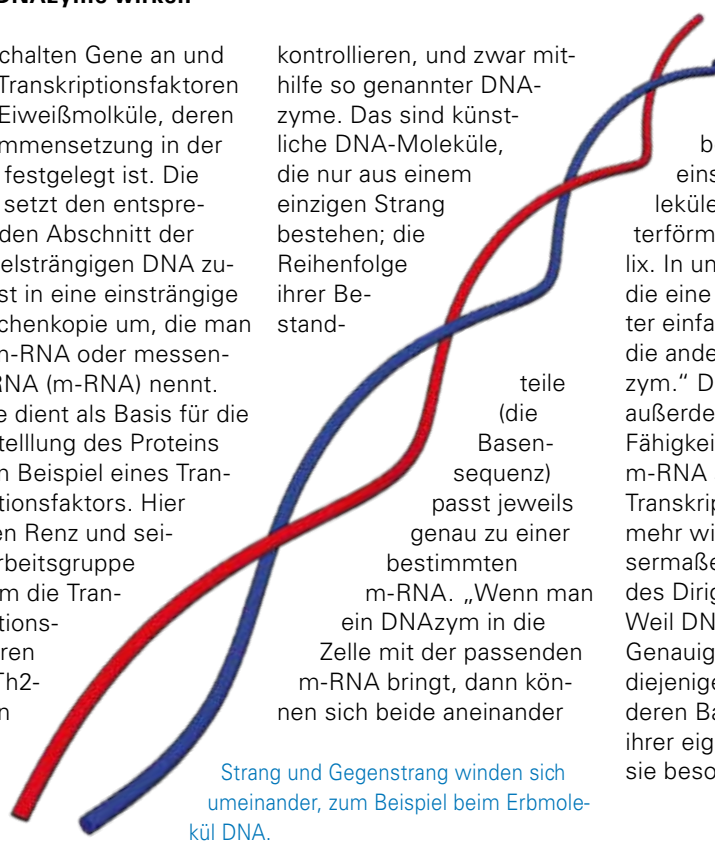 DNAzyme wirken
chalten Gene an und
Transkriptionsfaktoren
Eiweißmolküle, deren
mmensetzung in der
festgelegt ist. Die
setzt den entspre-
den Abschnitt der
elsträngigen DNA zu-
st in eine einsträngige
chenkopie um, die man
m-RNA oder messen-
RNA (m-RNA) nennt.
e dient als Basis für die
telllung des Proteins
n Beispiel eines Tran-
tionsfaktors. Hier
en Renz und sei-
rbeitsgruppe
m die Tran-
tions-
ren
Th2-
n
kontrollieren, und zwar mit-
hilfe so genannter DNA-
zyme. Das sind künst-
liche DNA-Moleküle,
die nur aus einem
einzigen Strang
bestehen; die
Reihenfolge
ihrer Be-
stand-
teile
(die
Basen-
sequenz)
passt jeweils
genau zu einer
bestimmten
m-RNA. „Wenn man
ein DNAzym in die
Zelle mit der passenden
m-RNA bringt, dann kön-
nen sich beide aneinander
Strang und Gegenstrang winden sich
umeinander, zum Beispiel beim Erbmole-
kül DNA.
b
eins
leküle
terförm
lix. In un
die eine
ter einfa
die ande
zym.“ D
außerde
Fähigkei
m-RNA
Transkrip
mehr wi
sermaße
des Dirig
Weil DN
Genauig
diejenige
deren Ba
ihrer eig
sie beso